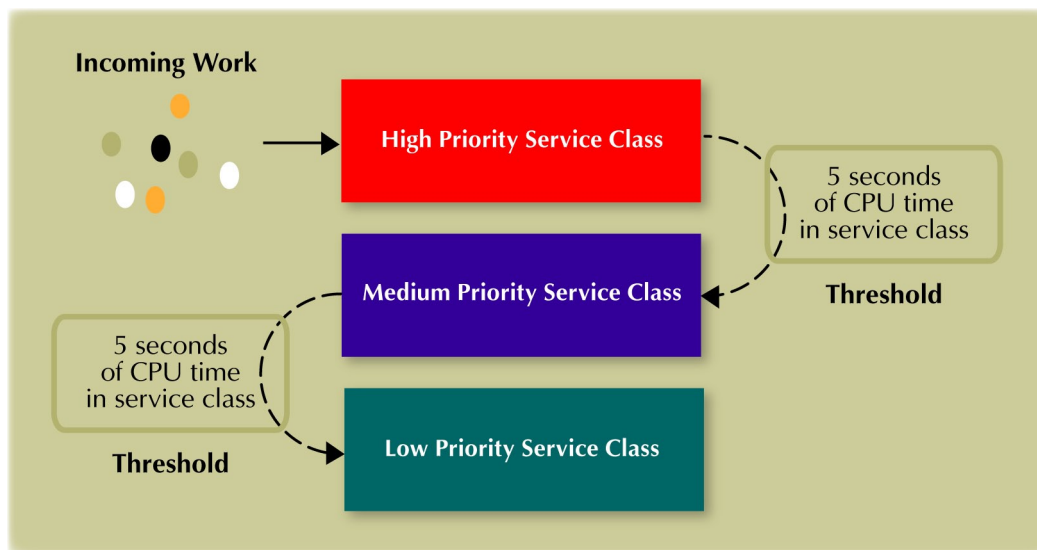 Incoming Work
High Priority Service Class
5 seconds
of CPU time
in service class
Threshold
Medium Priority Service Class
5 seconds
of CPU time
in service class
Threshold
Low Priority Service Class